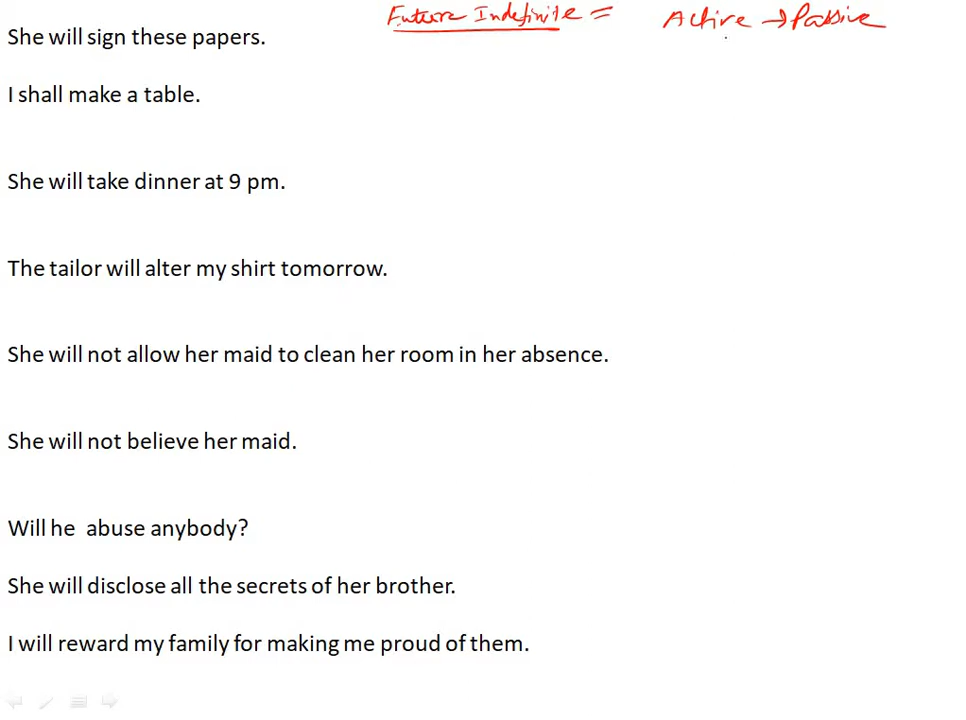 Future Indefinite = Active → Passive
She will sign these papers.
I shall make a table.
She will take dinner at 9 pm.
The tailor will alter my shirt tomorrow.
She will not allow her maid to clean her room in her absence.
She will not believe her maid.
Will he  abuse anybody?
She will disclose all the secrets of her brother.
I will reward my family for making me proud of them.